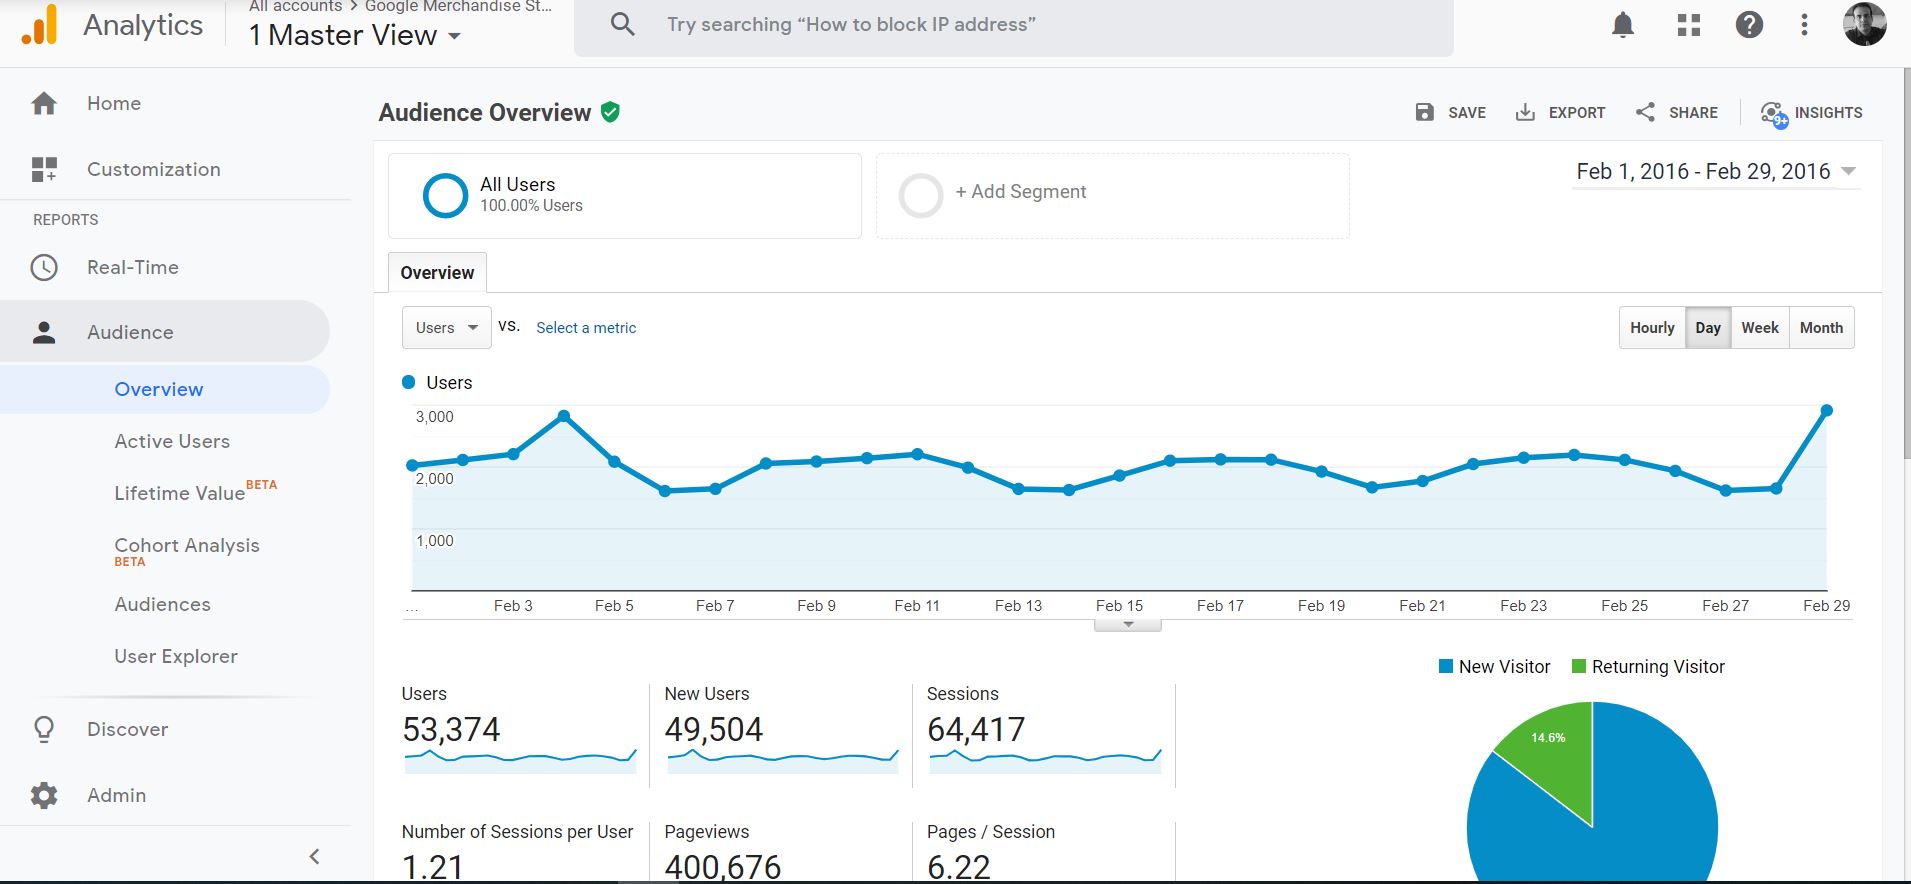 All accounts > Google Merchandise St...
Analytics
1 Master View
Try searching “How to block IP address”
Home
Customization
REPORTS
Real-Time
Audience
Overview
Active Users
Lifetime Value BETA
Cohort Analysis
BETA
Audiences
User Explorer
Discover
Admin
Audience Overview
SAVE
EXPORT
SHARE
9+
INSIGHTS
All Users
100.00% Users
+ Add Segment
Feb 1, 2016 - Feb 29, 2016
Overview
Users
VS.
Select a metric
Hourly
Day
Week
Month
Users
3,000
2,000
1,000
... Feb 3 Feb 5 Feb 7 Feb 9 Feb 11 Feb 13 Feb 15 Feb 17 Feb 19 Feb 21 Feb 23 Feb 25 Feb 27 Feb 29
Users
53,374
New Users
49,504
Sessions
64,417
Number of Sessions per User
1.21
Pageviews
400,676
Pages / Session
6.22
New Visitor
Returning Visitor
14.6%